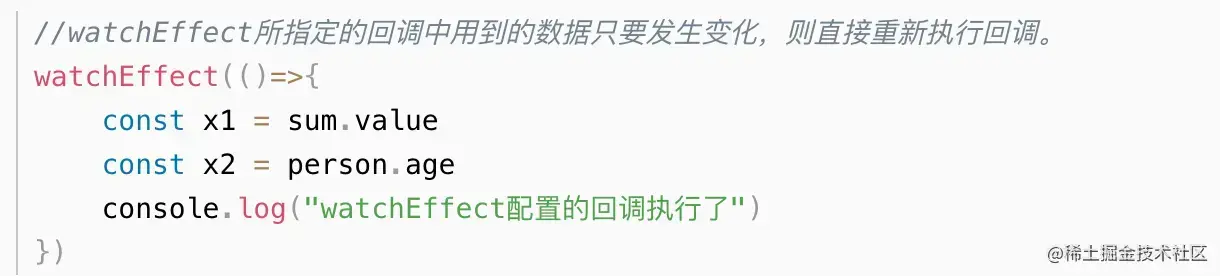 //watchEffect所指定的回调中用到的数据只要发生变化，则直接重新执行回调。
watchEffect(()=>{
    const x1 = sum.value
    const x2 = person.age
    console.log("watchEffect配置的回调执行了")
})
@稀土掘金技术社区